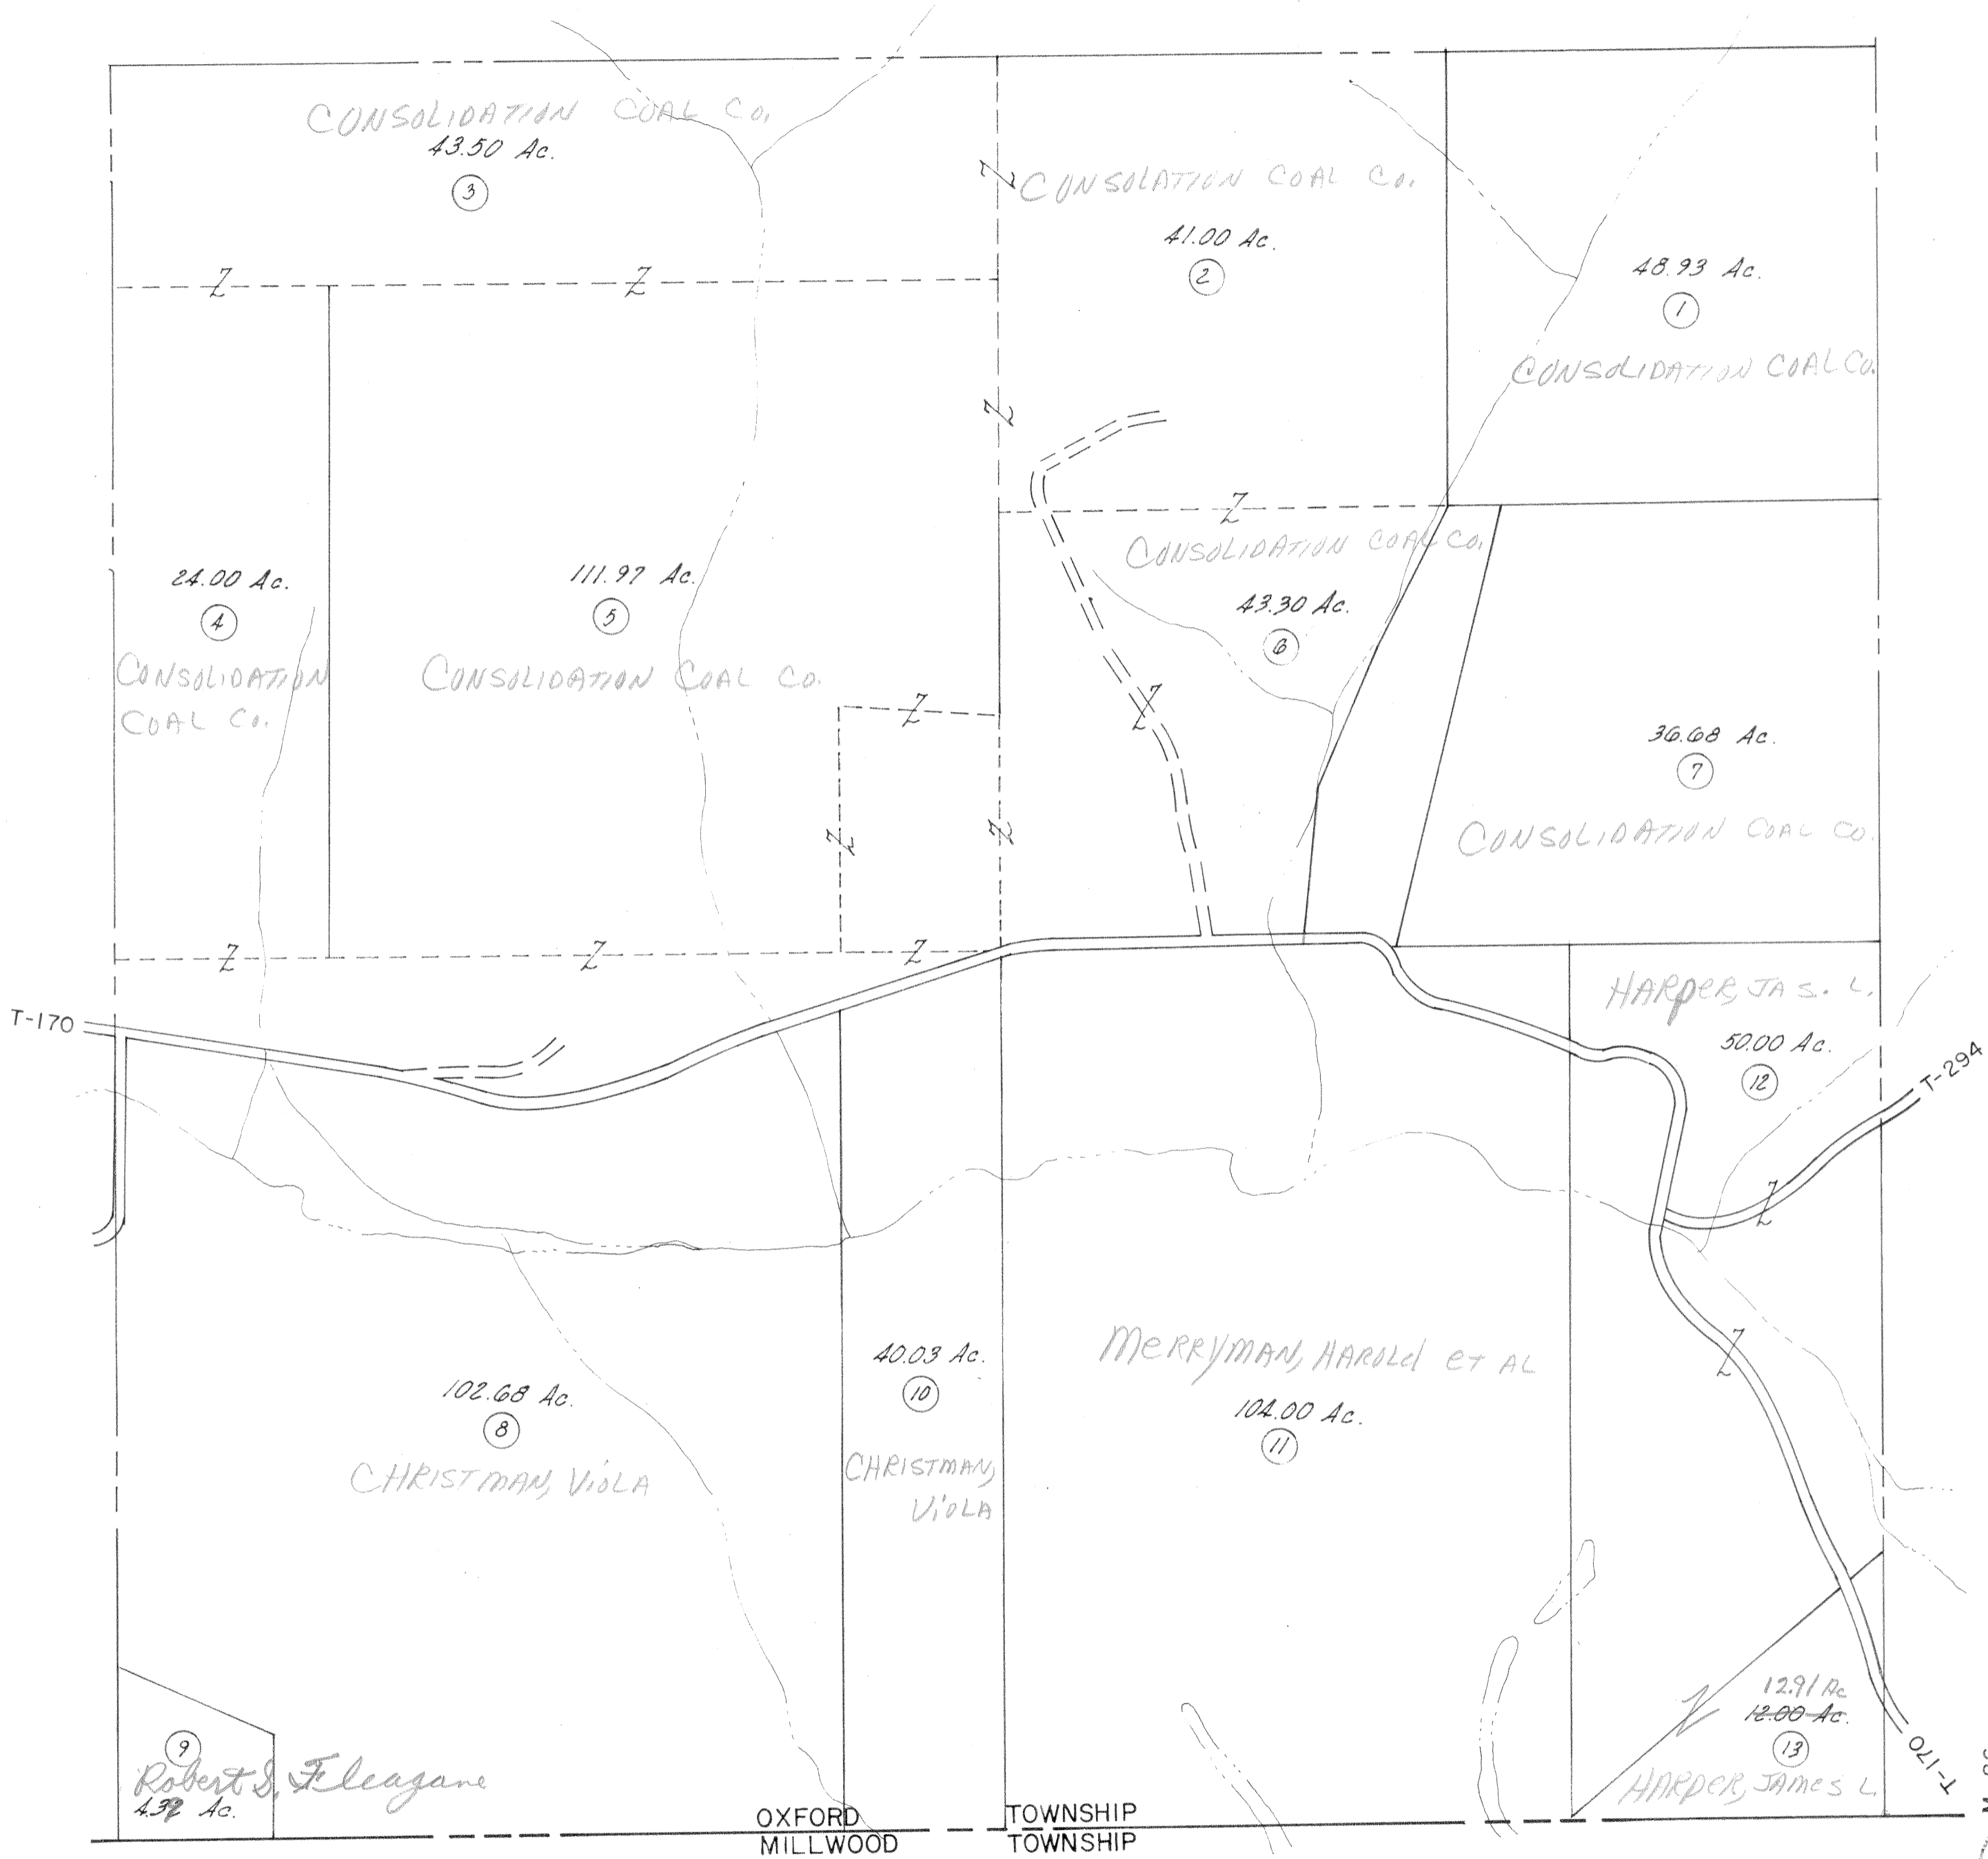 CONSOLIDATION COAL CO.
43.50 Ac.
3
CONSOLATION COAL CO.
41.00 Ac.
2
48.93 Ac.
1
CONSOLIDATION COAL CO.
Z
Z
Z
Z
Z
CONSOLIDATION COAL CO.
43.30 Ac.
6
24.00 Ac.
4
CONSOLIDATION
COAL CO.
111.97 Ac.
5
CONSOLIDATION COAL CO.
Z
Z
36.68 Ac.
7
CONSOLIDATION COAL CO.
Z
Z
Z
Z
Z
T-170
HARPER, JAS. L.
50.00 Ac.
12
T-294
Z
Z
MERRYMAN, HAROLd eT AL
104.00 Ac.
11
40.03 Ac.
10
CHRISTMAN,
ViOLA
102.68 Ac.
8
CHRISTMAN, ViOLA
Z
12.91 Ac
12.00 Ac.
13
HARPER, JAMES L.
T-170
9
Robert S. Fleagane
Ac.
OXFORD TOWNSHIP
MILLWOOD TOWNSHIP